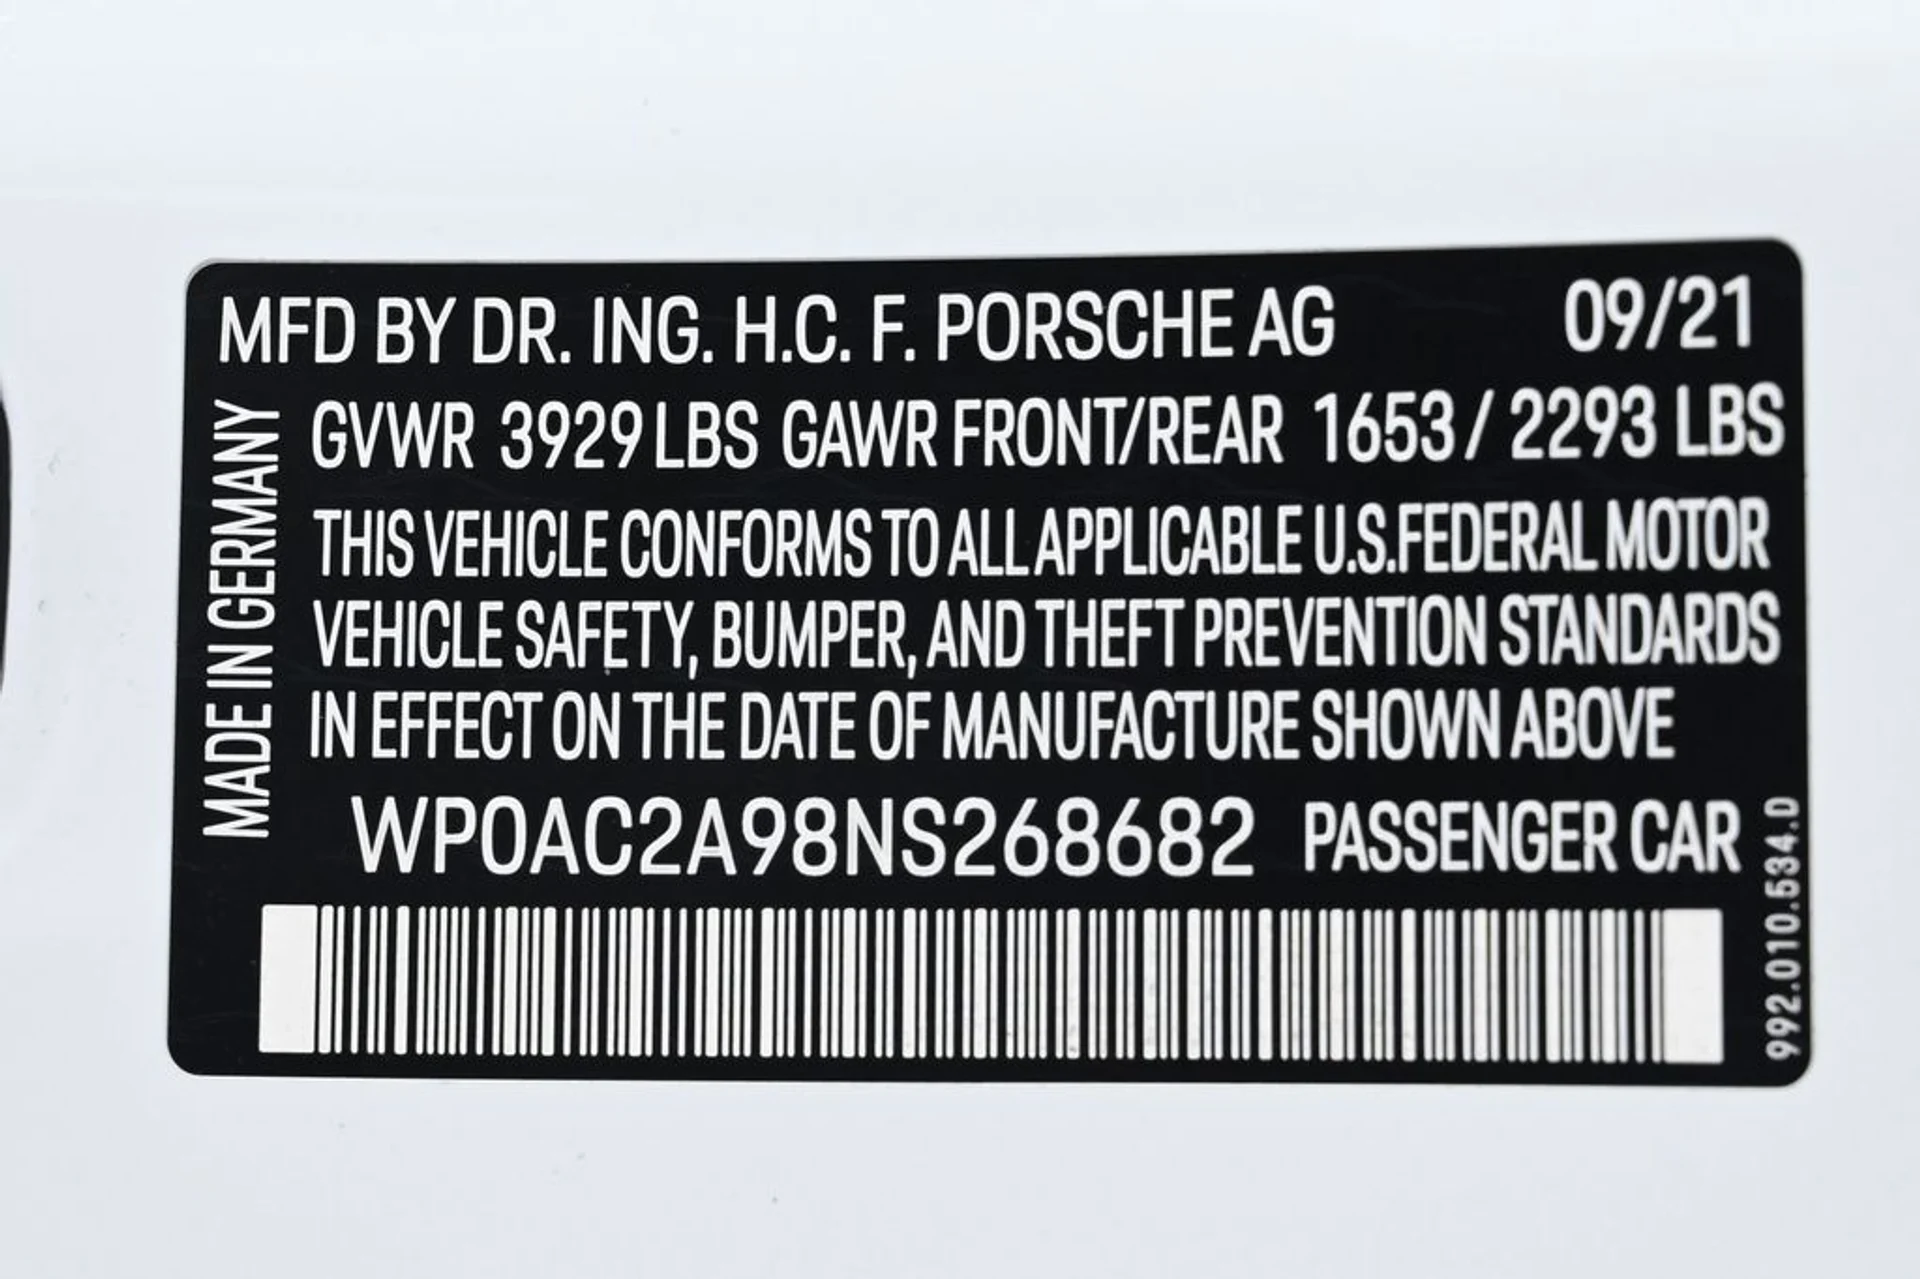 MFD BY DR. ING. H.C. F. PORSCHE AG 09/21
GVWR 3929 LBS GAWR FRONT/REAR 1653 / 2293 LBS
THIS VEHICLE CONFORMS TO ALL APPLICABLE U.S.FEDERAL MOTOR
VEHICLE SAFETY, BUMPER, AND THEFT PREVENTION STANDARDS
IN EFFECT ON THE DATE OF MANUFACTURE SHOWN ABOVE
WP0AC2A98NS268682 PASSENGER CAR
MADE IN GERMANY
992.010.534.D